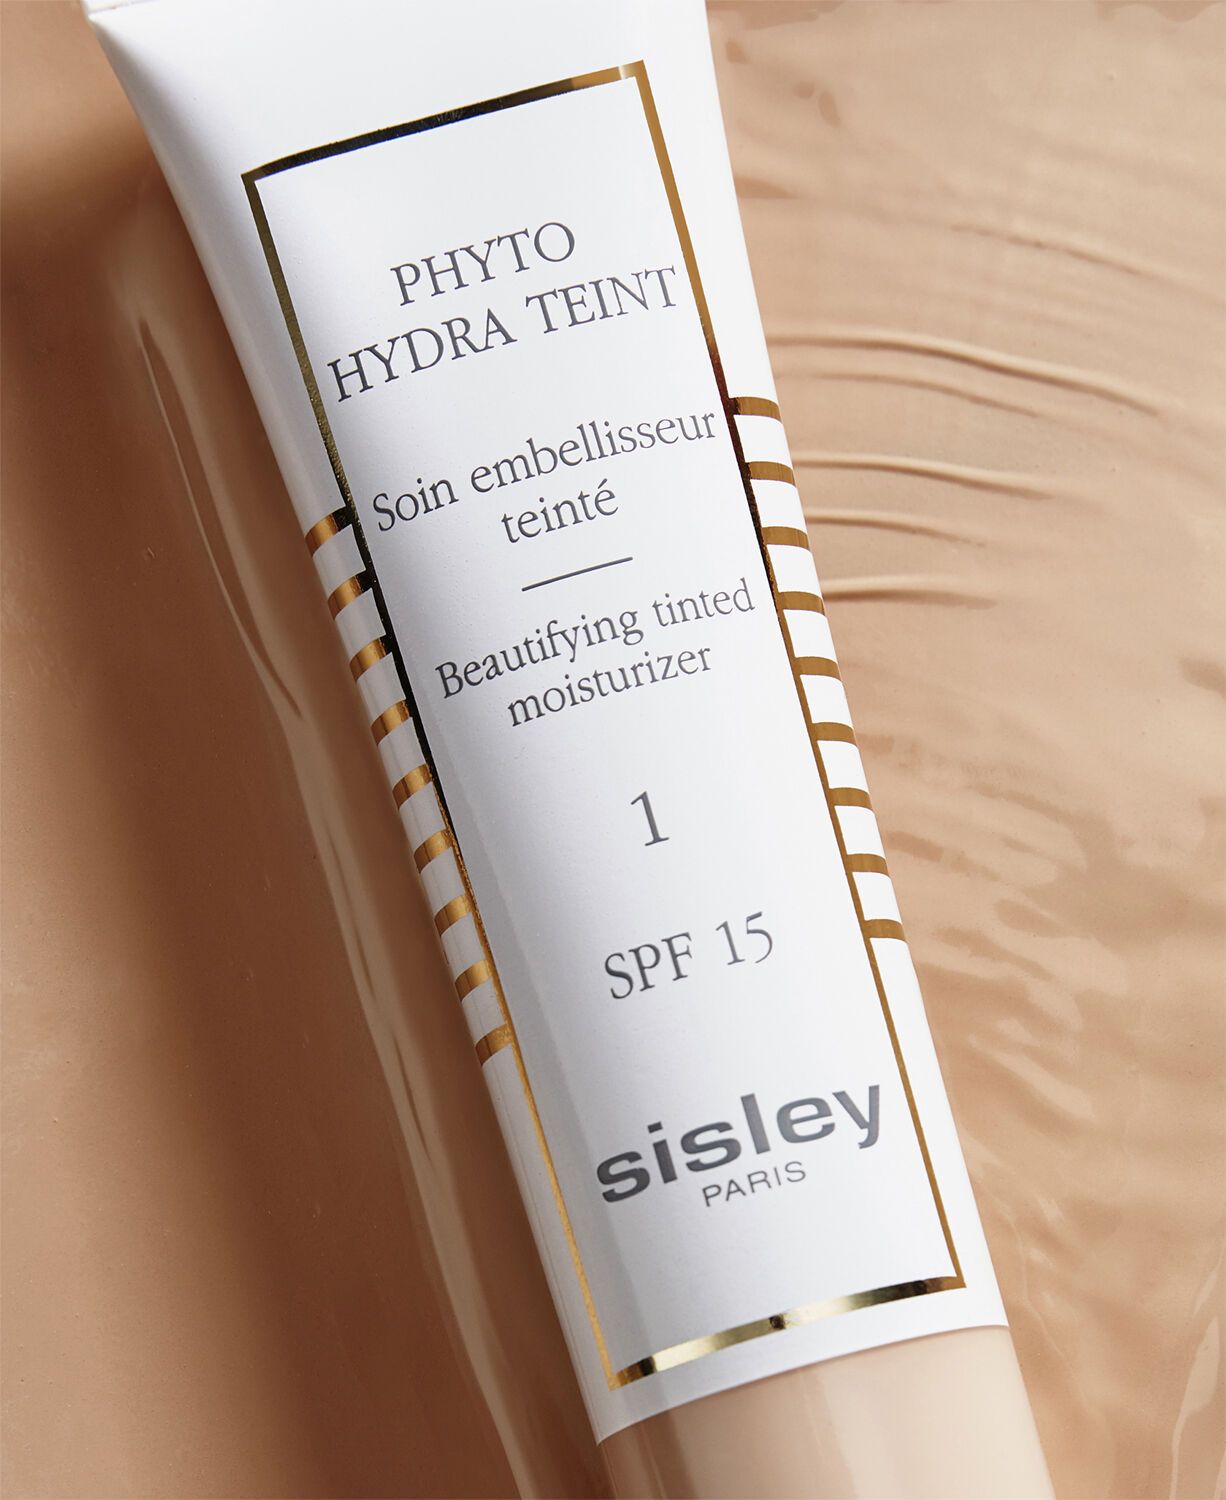 PHYTO
HYDRA TEINT
Soin embellisseur
teinté
Beautifying tinted
moisturizer
1
SPF 15
sisley
PARIS